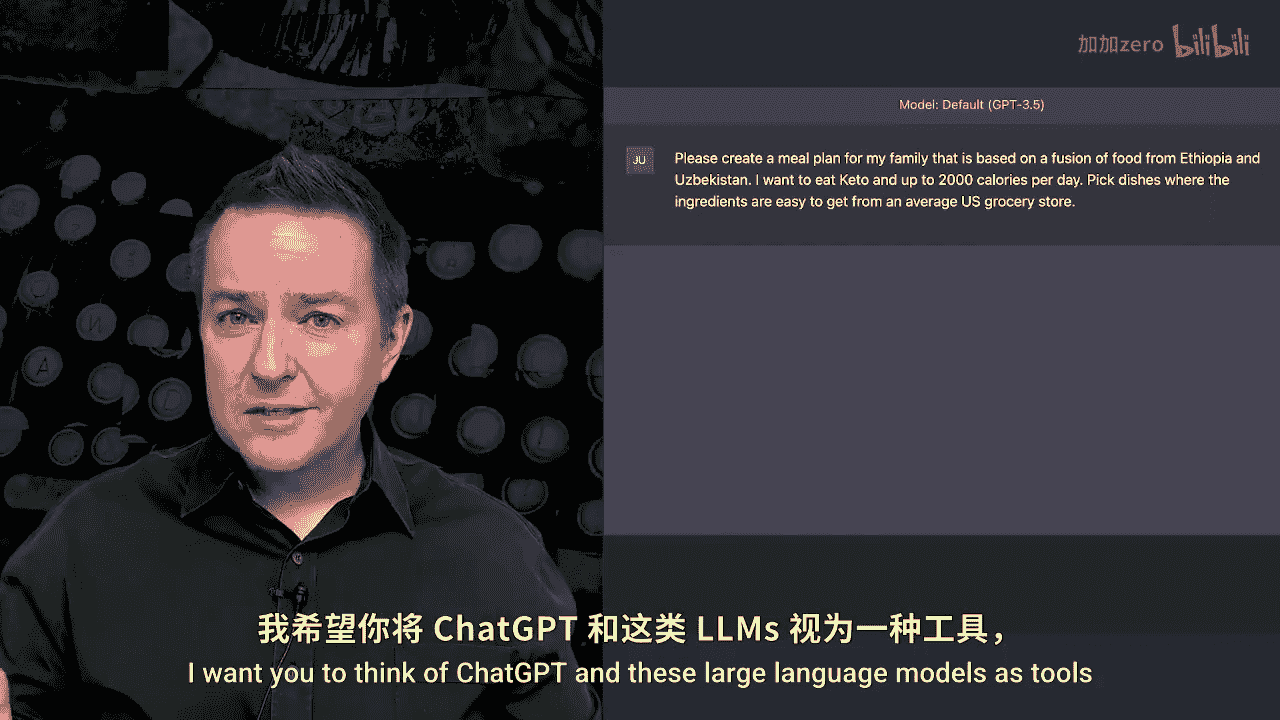 加加zero bilibili
Model: Default (GPT-3.5)
JU
Please create a meal plan for my family that is based on a fusion of food from Ethiopia and
Uzbekistan. I want to eat Keto and up to 2000 calories per day. Pick dishes where the
ingredients are easy to get from an average US grocery store.
我希望你将 ChatGPT 和这类 LLMs 视为一种工具，
I want you to think of ChatGPT and these large language models as tools